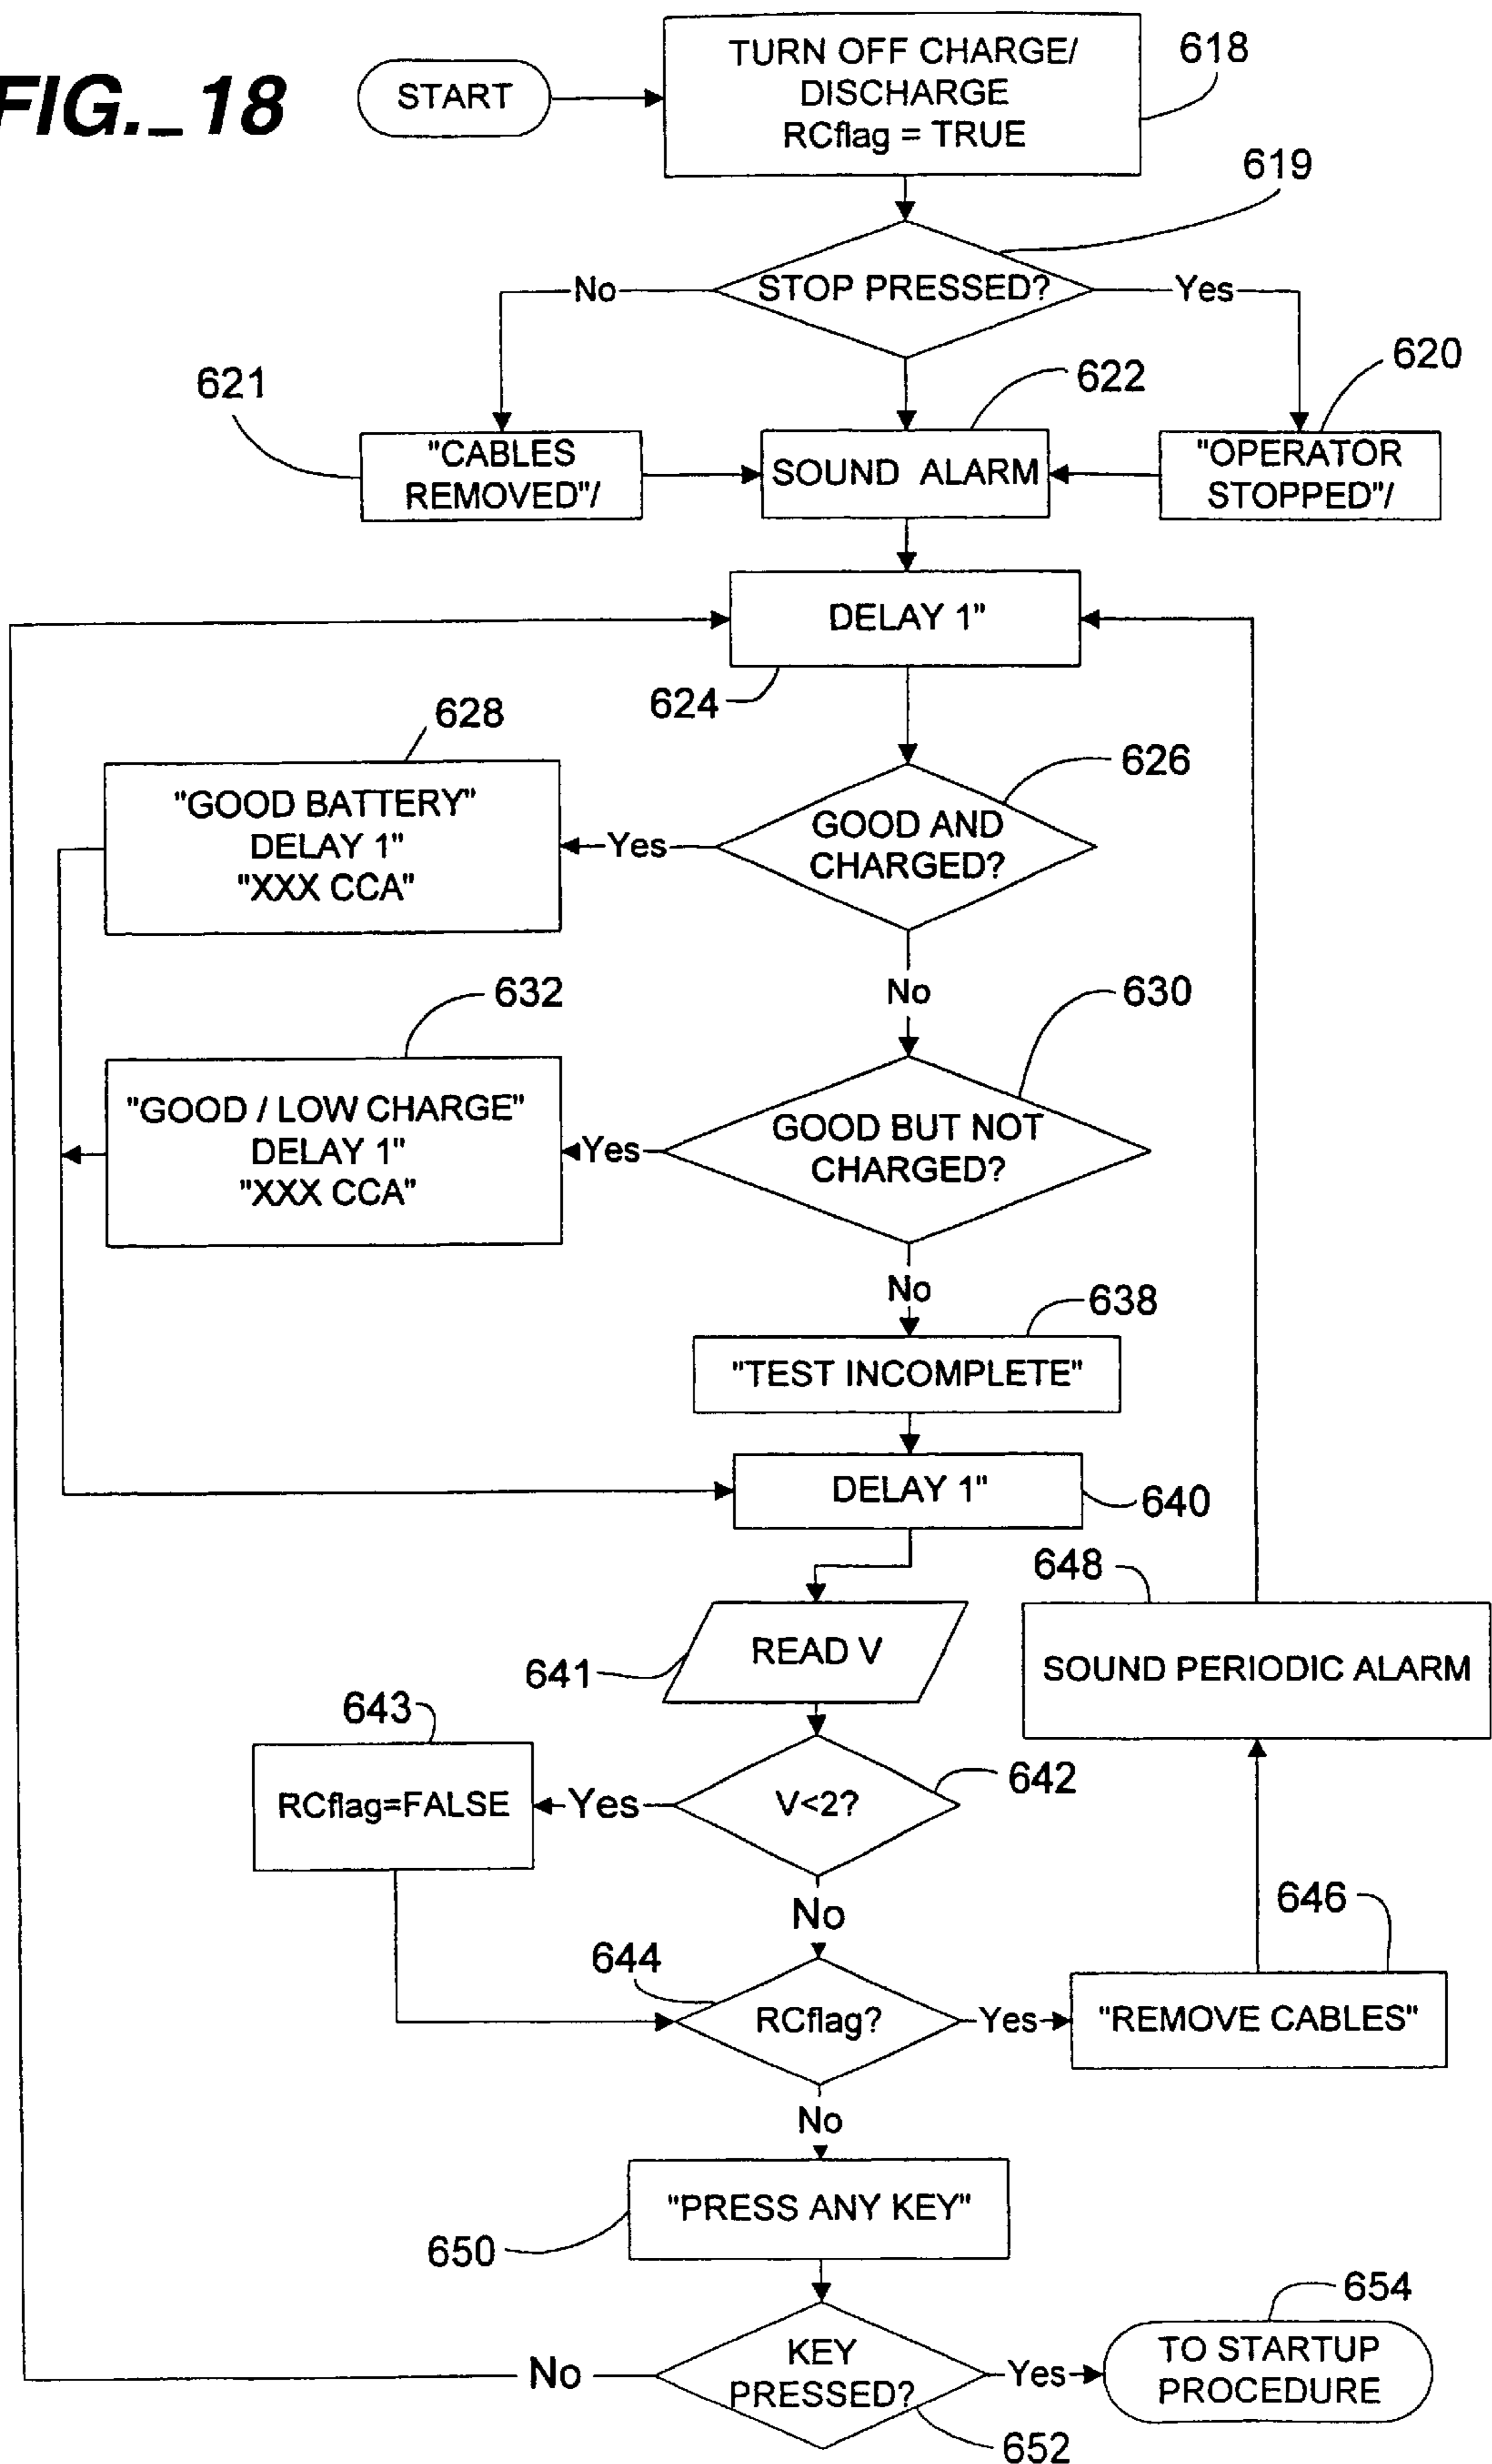 FIG._ 18
START
TURN OFF CHARGE/
DISCHARGE
RCflag = TRUE
618
619
STOP PRESSED?
No
Yes
621
622
620
"CABLES
REMOVED"/
SOUND ALARM
"OPERATOR
STOPPED"/
DELAY 1"
624
628
626
"GOOD BATTERY"
DELAY 1"
"XXX CCA"
Yes
GOOD AND
CHARGED?
No
632
630
"GOOD / LOW CHARGE"
DELAY 1"
"XXX CCA"
Yes
GOOD BUT NOT
CHARGED?
No
638
"TEST INCOMPLETE"
DELAY 1"
640
648
READ V
641
SOUND PERIODIC ALARM
643
642
RCflag=FALSE
Yes
V<2?
No
646
644
RCflag?
Yes
"REMOVE CABLES"
No
"PRESS ANY KEY"
650
654
KEY
PRESSED?
No
Yes
TO STARTUP
PROCEDURE
652